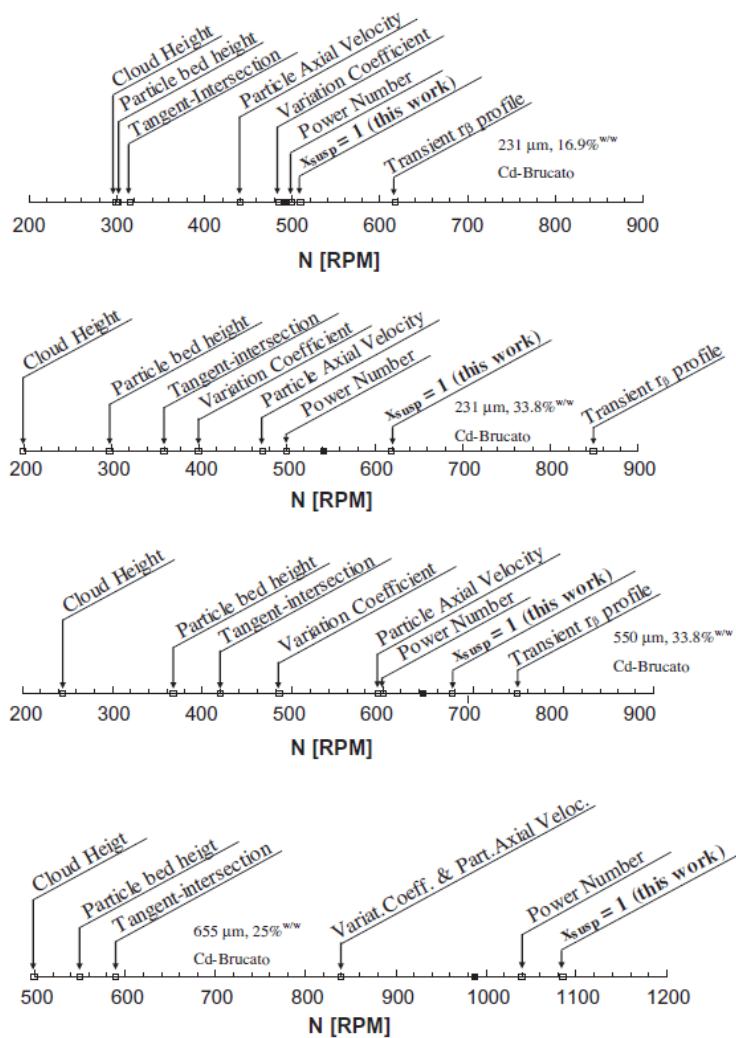 Cloud Height
Particle bed height
Tangent-Intersection
Particle Axial Velocity
Variation Coefficient
Power Number
xsusp = 1 (this work)
Transient rβ profile
231 µm, 16.9%w/w
Cd-Brucato
200 300 400 500 600 700 800 900
N [RPM]
Cloud Height
Particle bed height
Tangent-intersection
Variation Coefficient
Particle Axial Velocity
Power Number
xsusp = 1 (this work)
Transient rβ profile
231 µm, 33.8%w/w
Cd-Brucato
200 300 400 500 600 700 800 900
N [RPM]
Cloud Height
Particle bed height
Tangent-intersection
Variation Coefficient
Particle Axial Velocity
Power Number
xsusp = 1 (this work)
Transient rβ profile
550 µm, 33.8%w/w
Cd-Brucato
200 300 400 500 600 700 800 900
N [RPM]
Cloud Heigt
Particle bed heigt
Tangent-intersection
Variat.Coeff. & Part.Axial Veloc.
Power Number
xsusp = 1 (this work)
655 µm, 25%w/w
Cd-Brucato
500 600 700 800 900 1000 1100 1200
N [RPM]